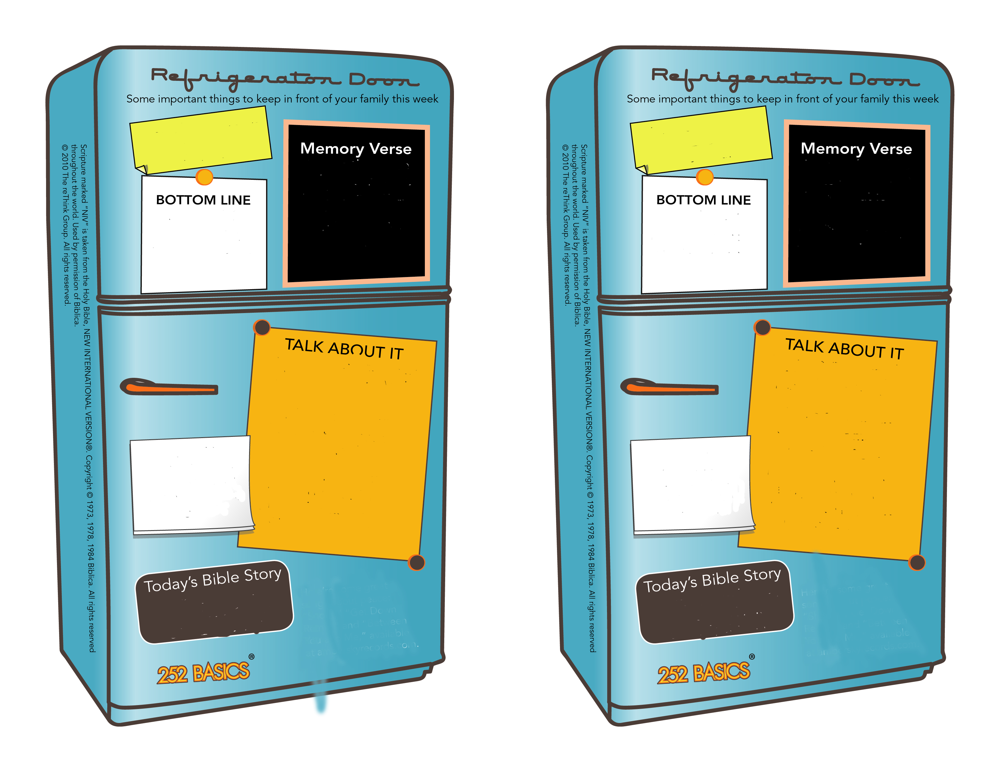 Refrigerator Door
Some important things to keep in front of your family this week
Memory Verse
BOTTOM LINE
TALK ABOUT IT
Today's Bible Story
252 BASICS®
Scripture marked “NIV” is taken from the Holy Bible, NEW INTERNATIONAL VERSION®. Copyright © 1973, 1978, 1984 Biblica. All rights reserved
throughout the world. Used by permission of Biblica.
© 2010 The reThink Group. All rights reserved.
Refrigerator Door
Some important things to keep in front of your family this week
Memory Verse
BOTTOM LINE
TALK ABOUT IT
Today's Bible Story
252 BASICS®
Scripture marked “NIV” is taken from the Holy Bible, NEW INTERNATIONAL VERSION®. Copyright © 1973, 1978, 1984 Biblica. All rights reserved
throughout the world. Used by permission of Biblica.
© 2010 The reThink Group. All rights reserved.